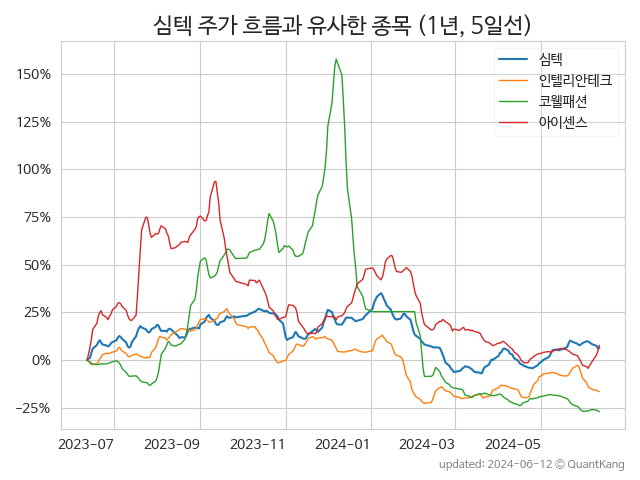 심텍 주가 흐름과 유사한 종목 (1년, 5일선)
심텍
인텔리안테크
코웰패션
아이센스
150%
125%
100%
75%
50%
25%
0%
−25%
2023-07
2023-09
2023-11
2024-01
2024-03
2024-05
updated: 2024-06-12 © QuantKang